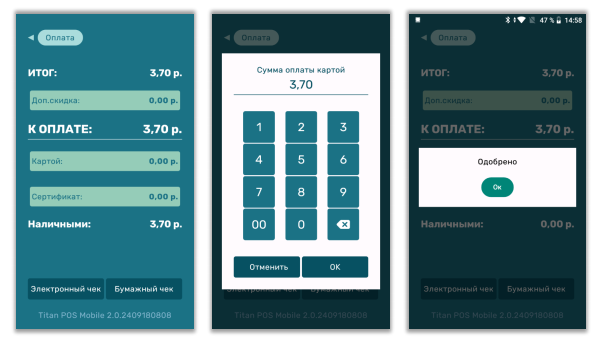 Оплата
ИТОГ: 3,70 р.
Доп.скидка: 0,00 р.
К ОПЛАТЕ: 3,70 р.
Картой: 0,00 р.
Сертификат: 0,00 р.
Наличными: 3,70 р.
Электронный чек Бумажный чек
Titan POS Mobile 2.0.2409180808
Оплата
Сумма оплаты картой
3,70
1 2 3
4 5 6
7 8 9
00 0
Отменить OK
Электронный чек Бумажный чек
Titan POS Mobile 2.0.2409180808
47 % 14:58
Оплата
ИТОГ: 3,70 р.
Доп.скидка: 0,00 р.
К ОПЛАТЕ: 3,70 р.
Одобрено
Ок
Наличными: 0,00 р.
Электронный чек Бумажный чек
Titan POS Mobile 2.0.2409180808